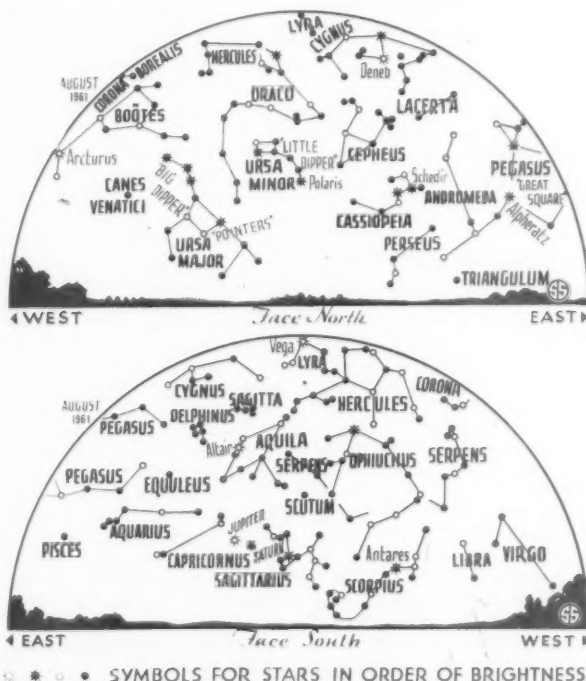 LYRA
CYGNUS
HERCULES
Deneb
CORONA BOREALIS
AUGUST
1961
DRACO
LACERTA
BOÖTES
CEPHEUS
"LITTLE
DIPPER"
URSA
MINOR
Polaris
PEGASUS
"GREAT
SQUARE"
Arcturus
"BIG
DIPPER"
Schedir
ANDROMEDA
Alpheratz
CANES
VENATICI
CASSIOPEIA
"POINTERS"
URSA
MAJOR
PERSEUS
TRIANGULUM
SS
WEST
Face North
EAST
Vega
LYRA
CYGNUS
SAGITTA
HERCULES
CORONA
AUGUST
1961
PEGASUS
DELPHINUS
Altair
AQUILA
SERPENS
OPHIUCHUS
SERPENS
PEGASUS
EQUULEUS
SCUTUM
AQUARIUS
JUPITER
SATURN
PISCES
CAPRICORNUS
SAGITTARIUS
Antares
SCORPIUS
LIBRA
VIRGO
SS
EAST
Face South
WEST
SYMBOLS FOR STARS IN ORDER OF BRIGHTNESS